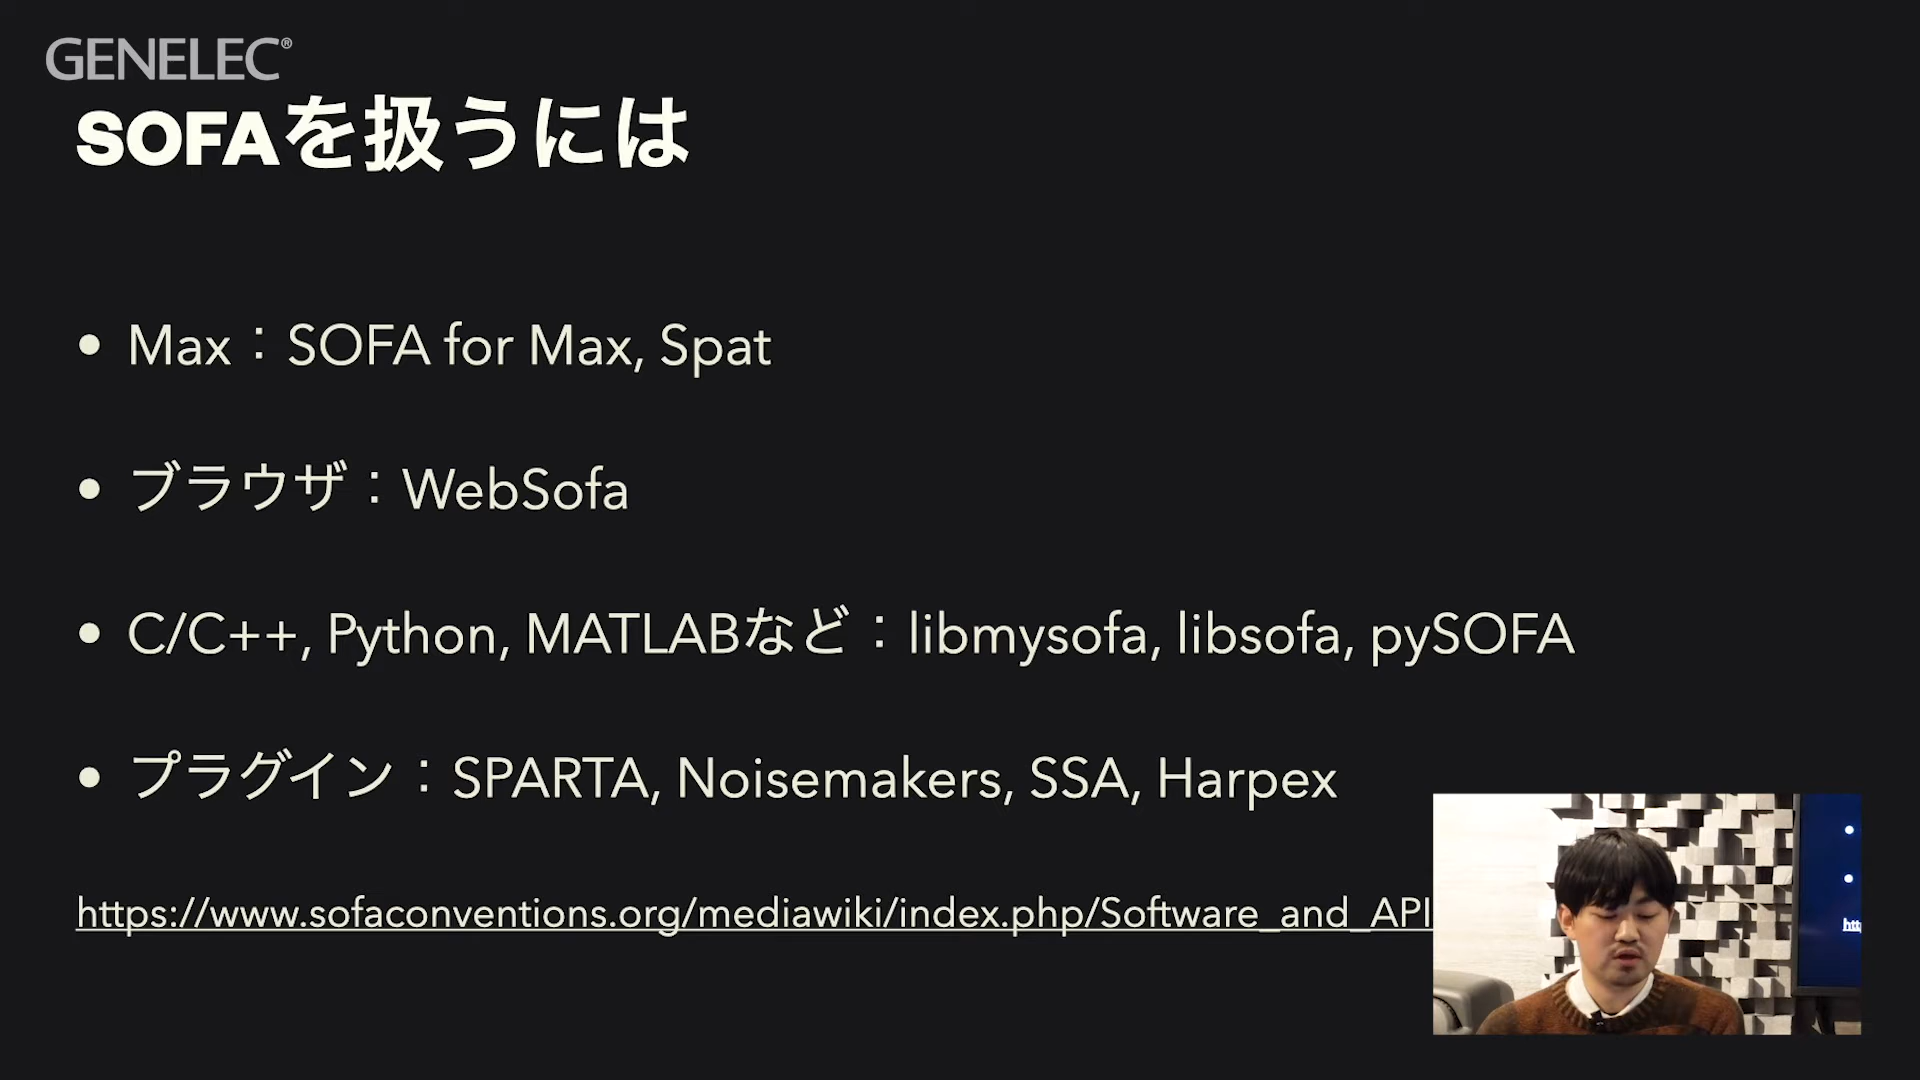 GENELEC®
SOFAを扱うには
• Max：SOFA for Max, Spat
• ブラウザ：WebSofa
• C/C++, Python, MATLABなど：libmysofa, libsofa, pySOFA
• プラグイン：SPARTA, Noisemakers, SSA, Harpex
https://www.sofaconventions.org/mediawiki/index.php/Software_and_API
htt